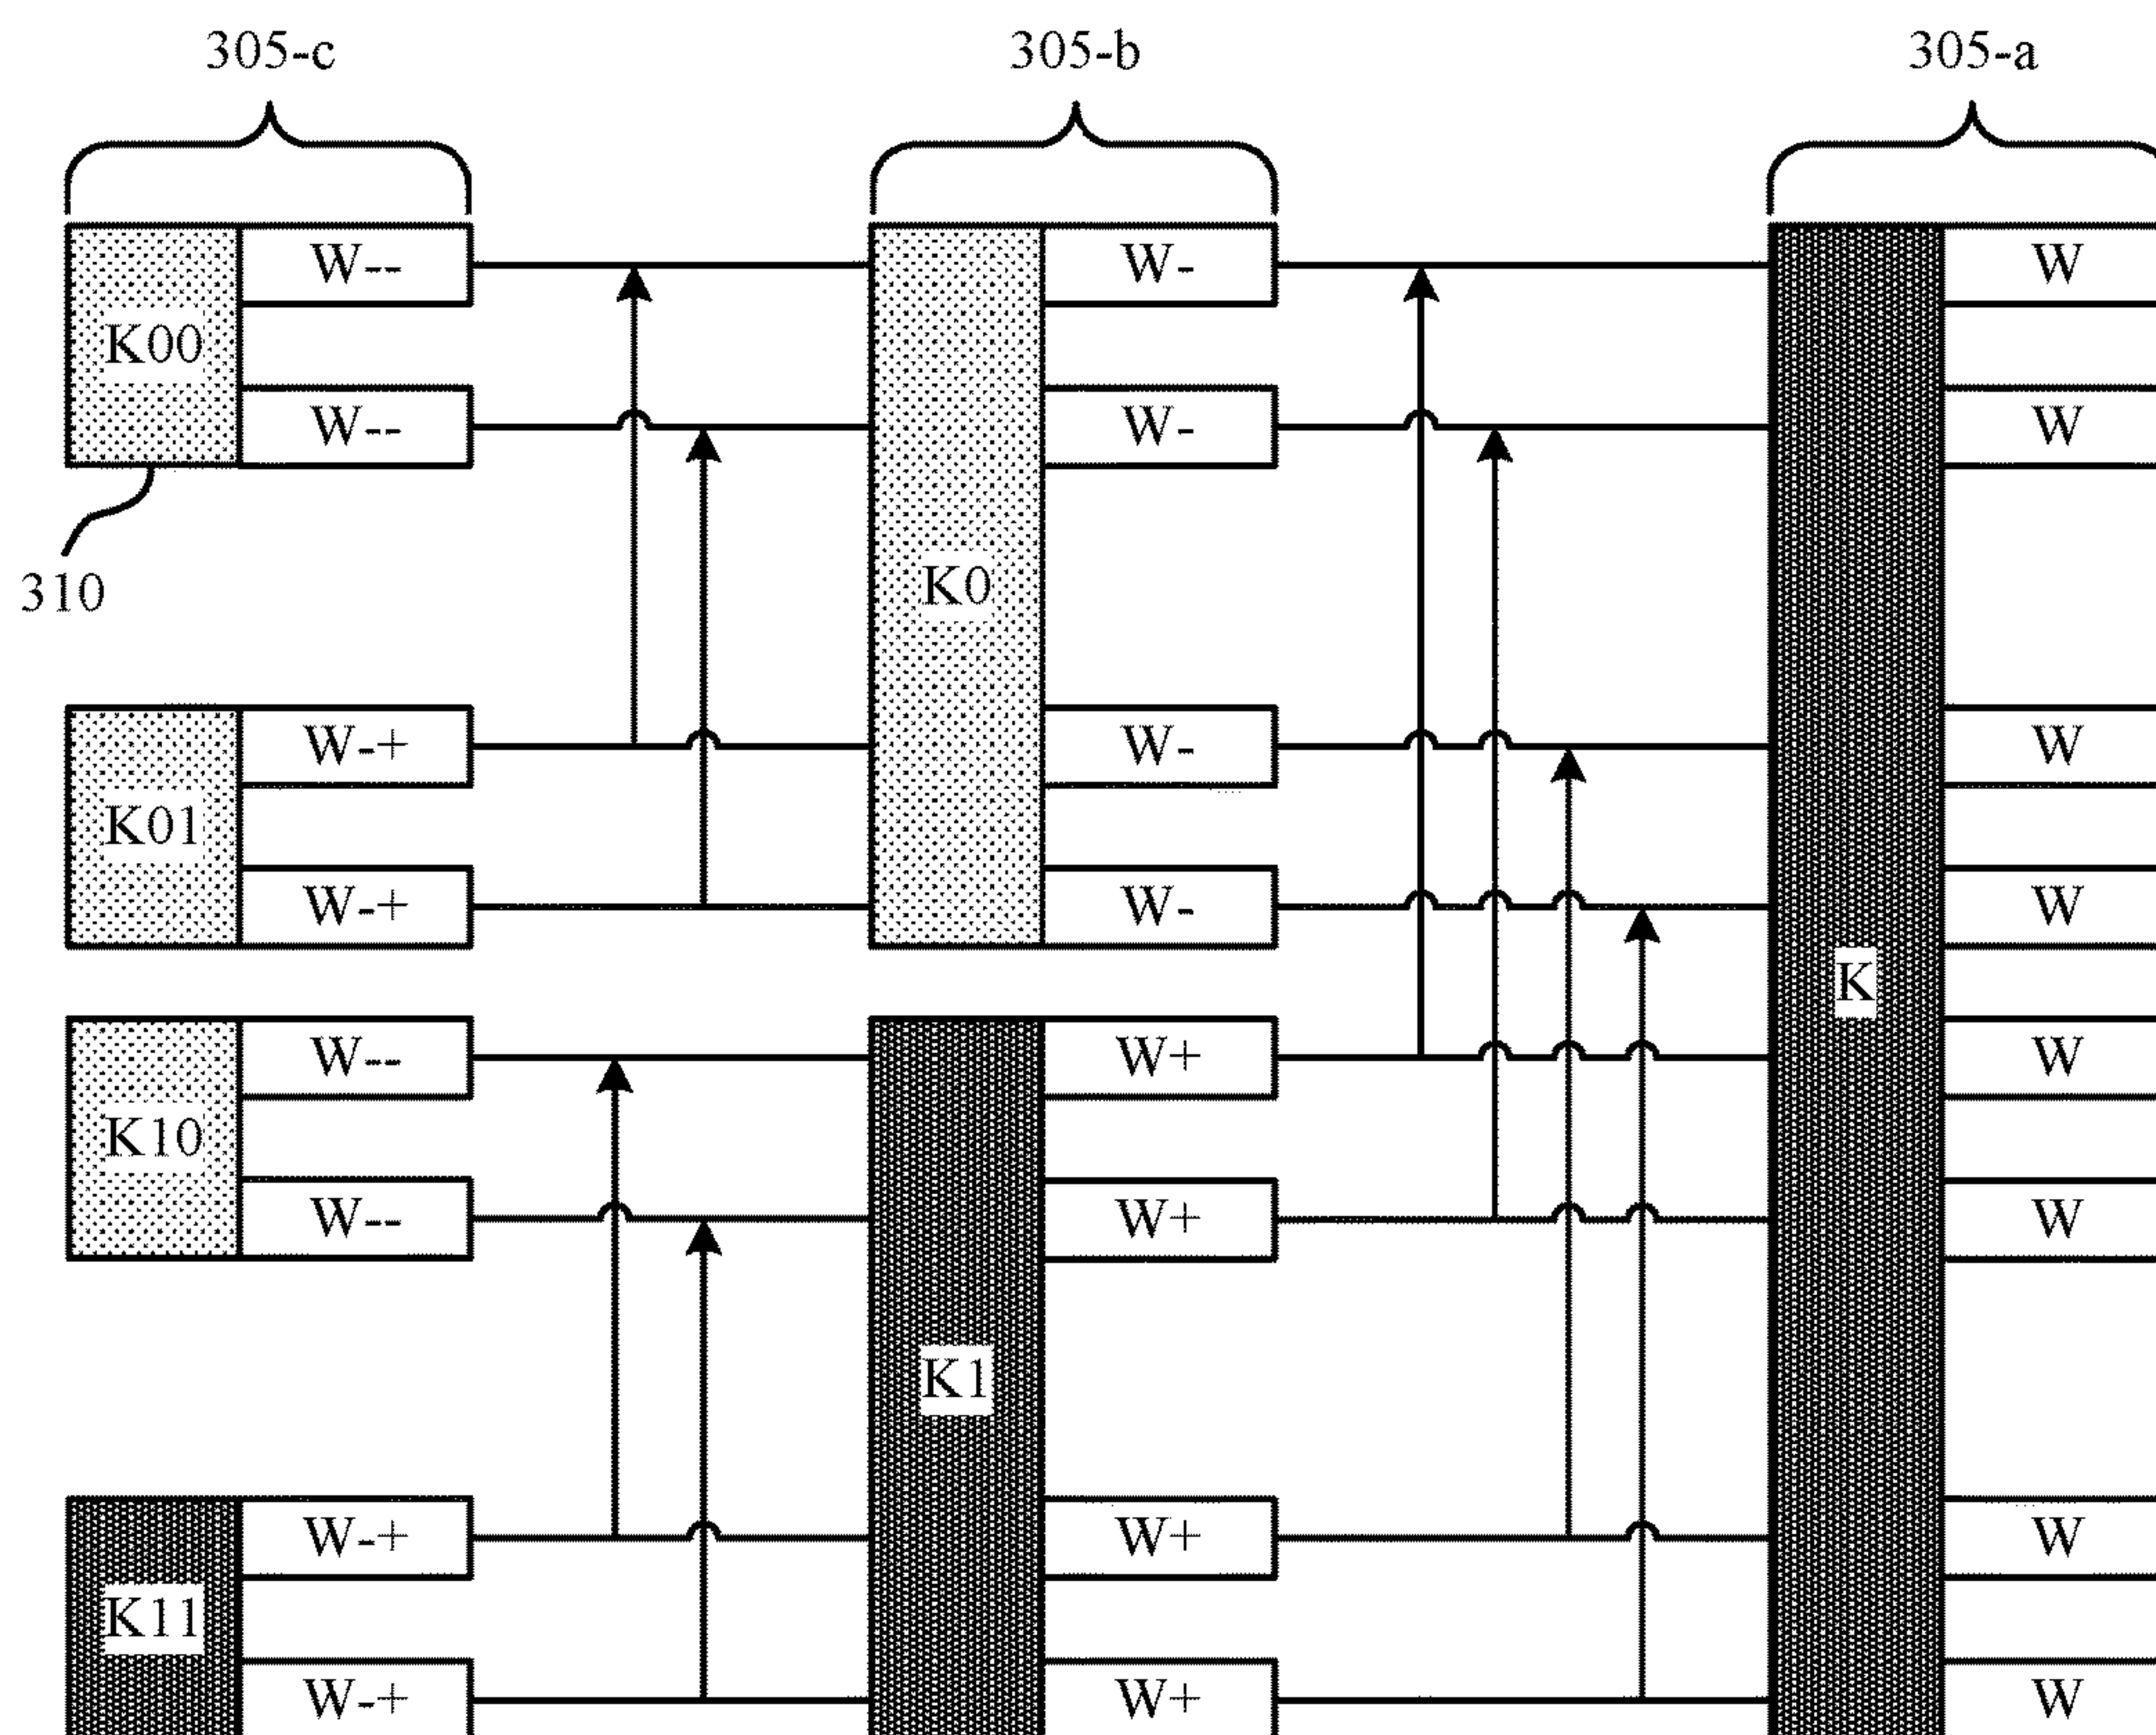 305-c 305-b 305-a
W-- W- W
K00
W-- W- W
K0
310
W-+ W- W
K01
W-+ W- W
K
W-- W+ W
K10
W-- W+ W
K1
W-+ W+ W
K11
W-+ W+ W